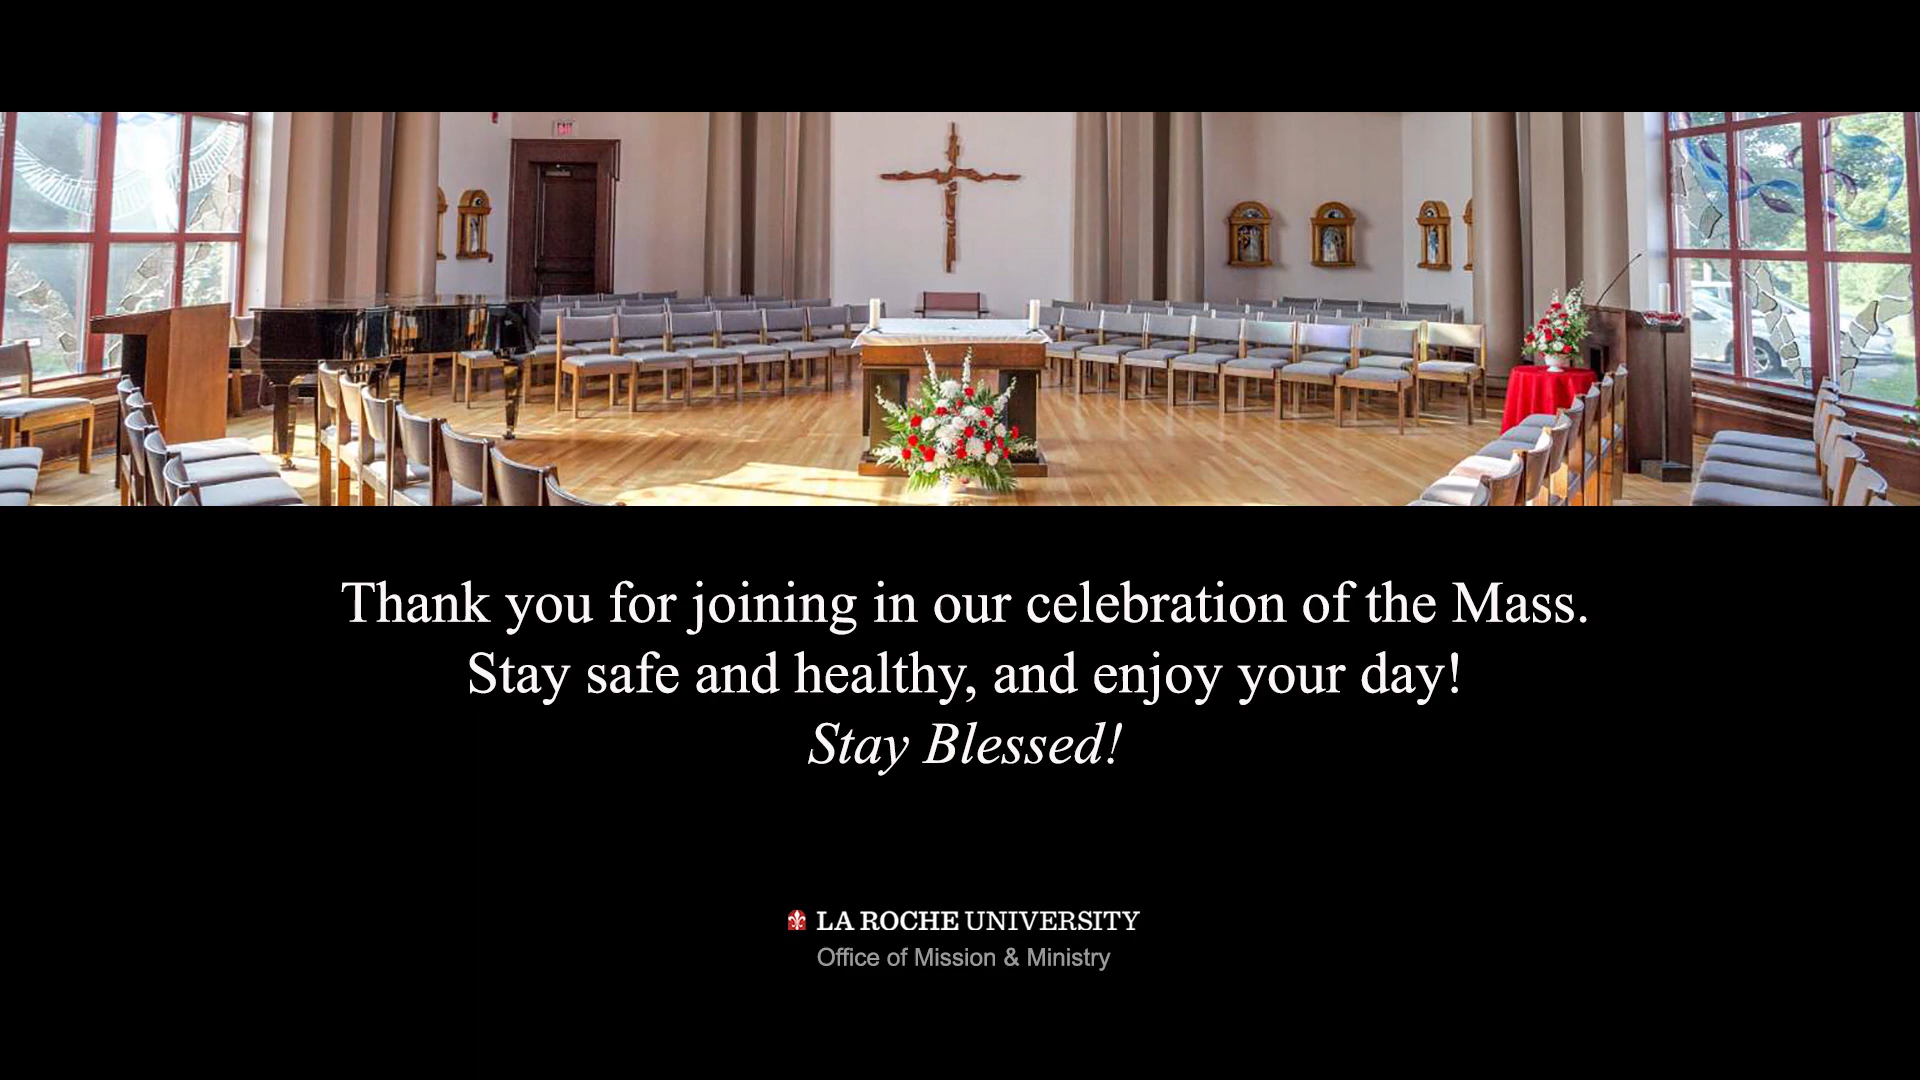 EXIT
Thank you for joining in our celebration of the Mass.
Stay safe and healthy, and enjoy your day!
Stay Blessed!
LA ROCHE UNIVERSITY
Office of Mission & Ministry